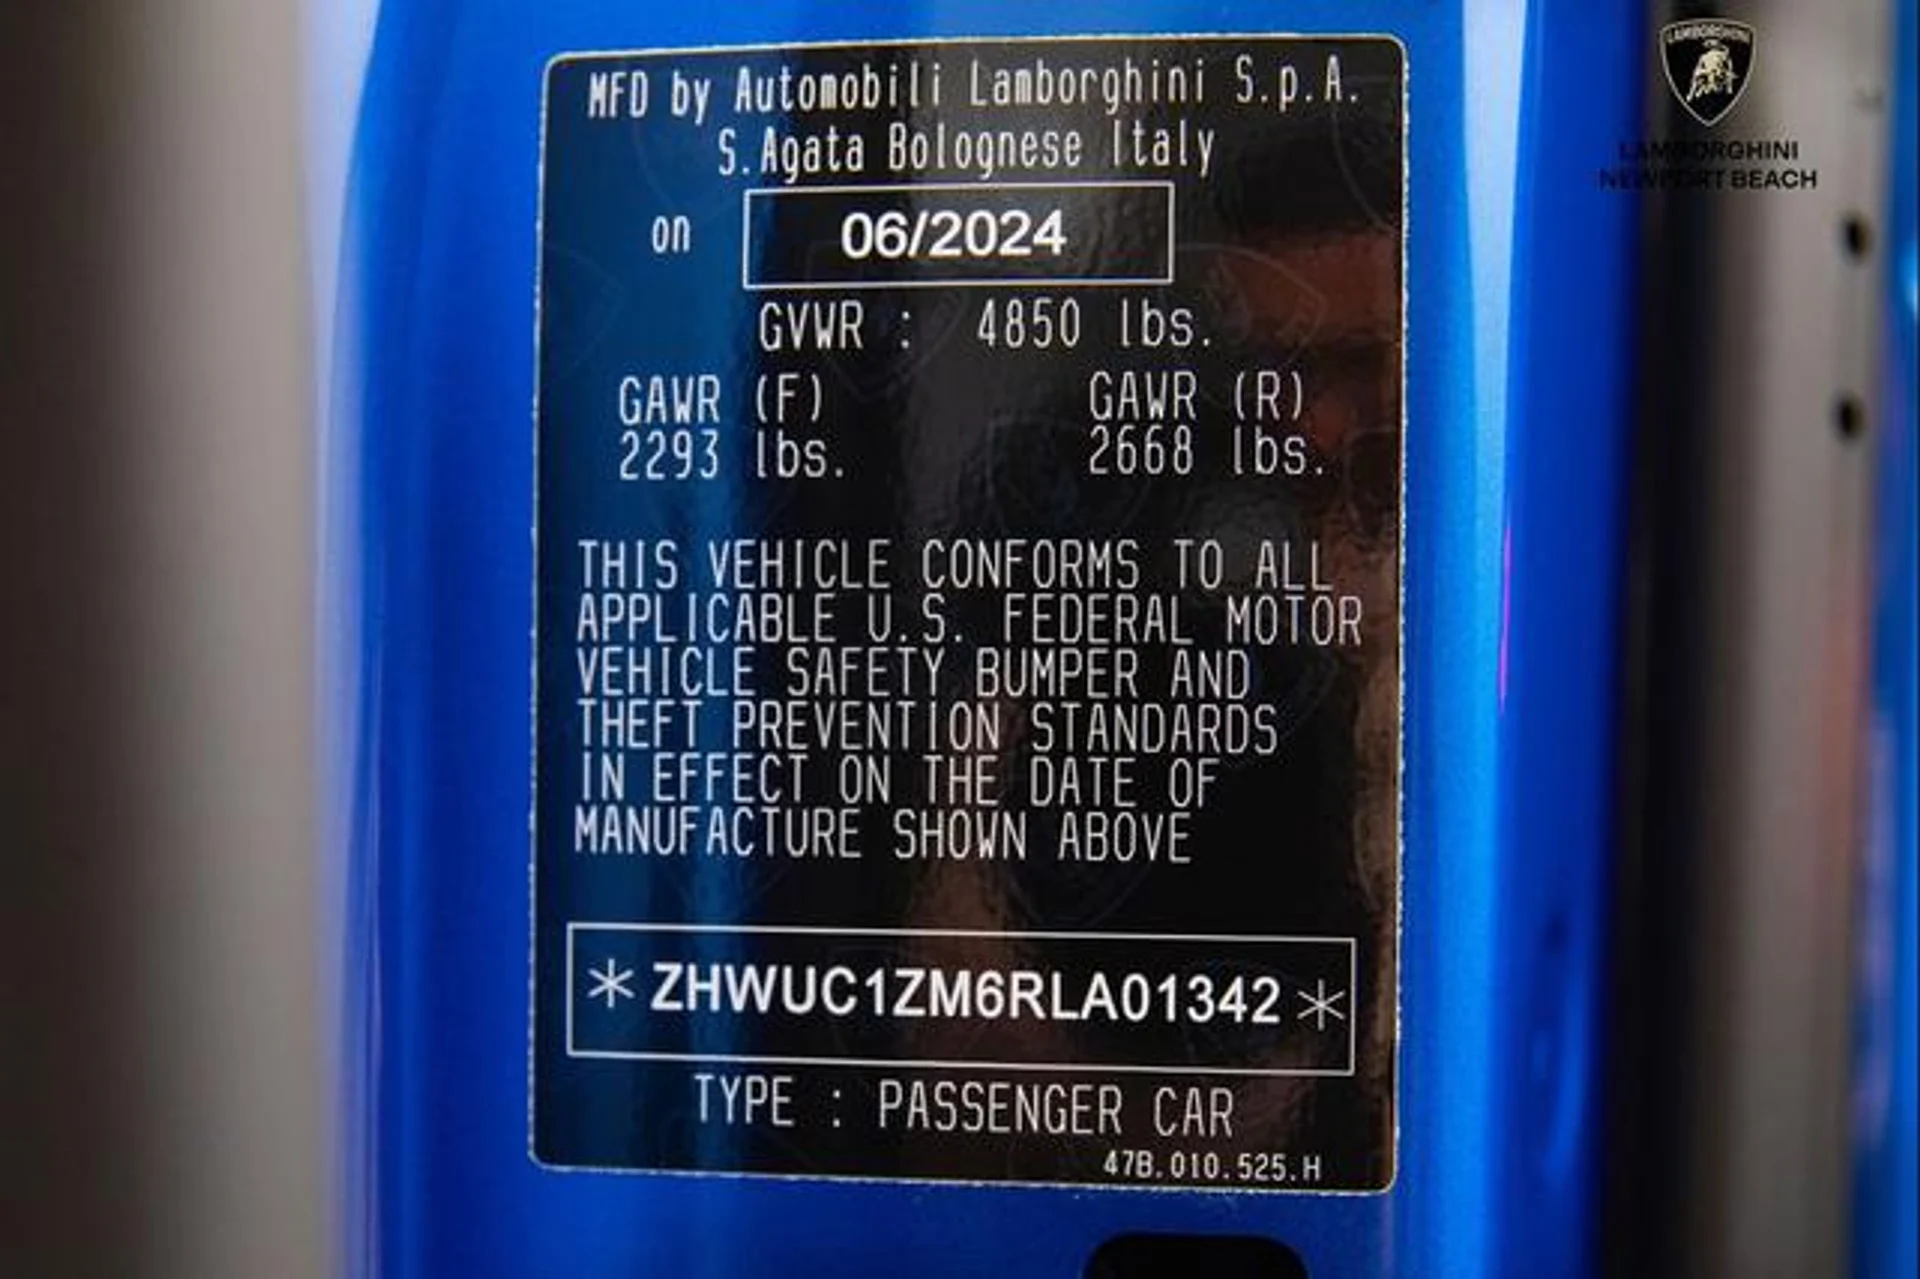 MFD by Automobili Lamborghini S.p.A.
S.Agata Bolognese Italy
on 06/2024
GVWR : 4850 lbs.
GAWR (F) GAWR (R)
2293 lbs. 2668 lbs.
THIS VEHICLE CONFORMS TO ALL
APPLICABLE U.S. FEDERAL MOTOR
VEHICLE SAFETY BUMPER AND
THEFT PREVENTION STANDARDS
IN EFFECT ON THE DATE OF
MANUFACTURE SHOWN ABOVE
* ZHWUC1ZM6RLA01342 *
TYPE : PASSENGER CAR
47B.010.525.H
LAMBORGHINI
LAMBORGHINI
NEWPORT BEACH